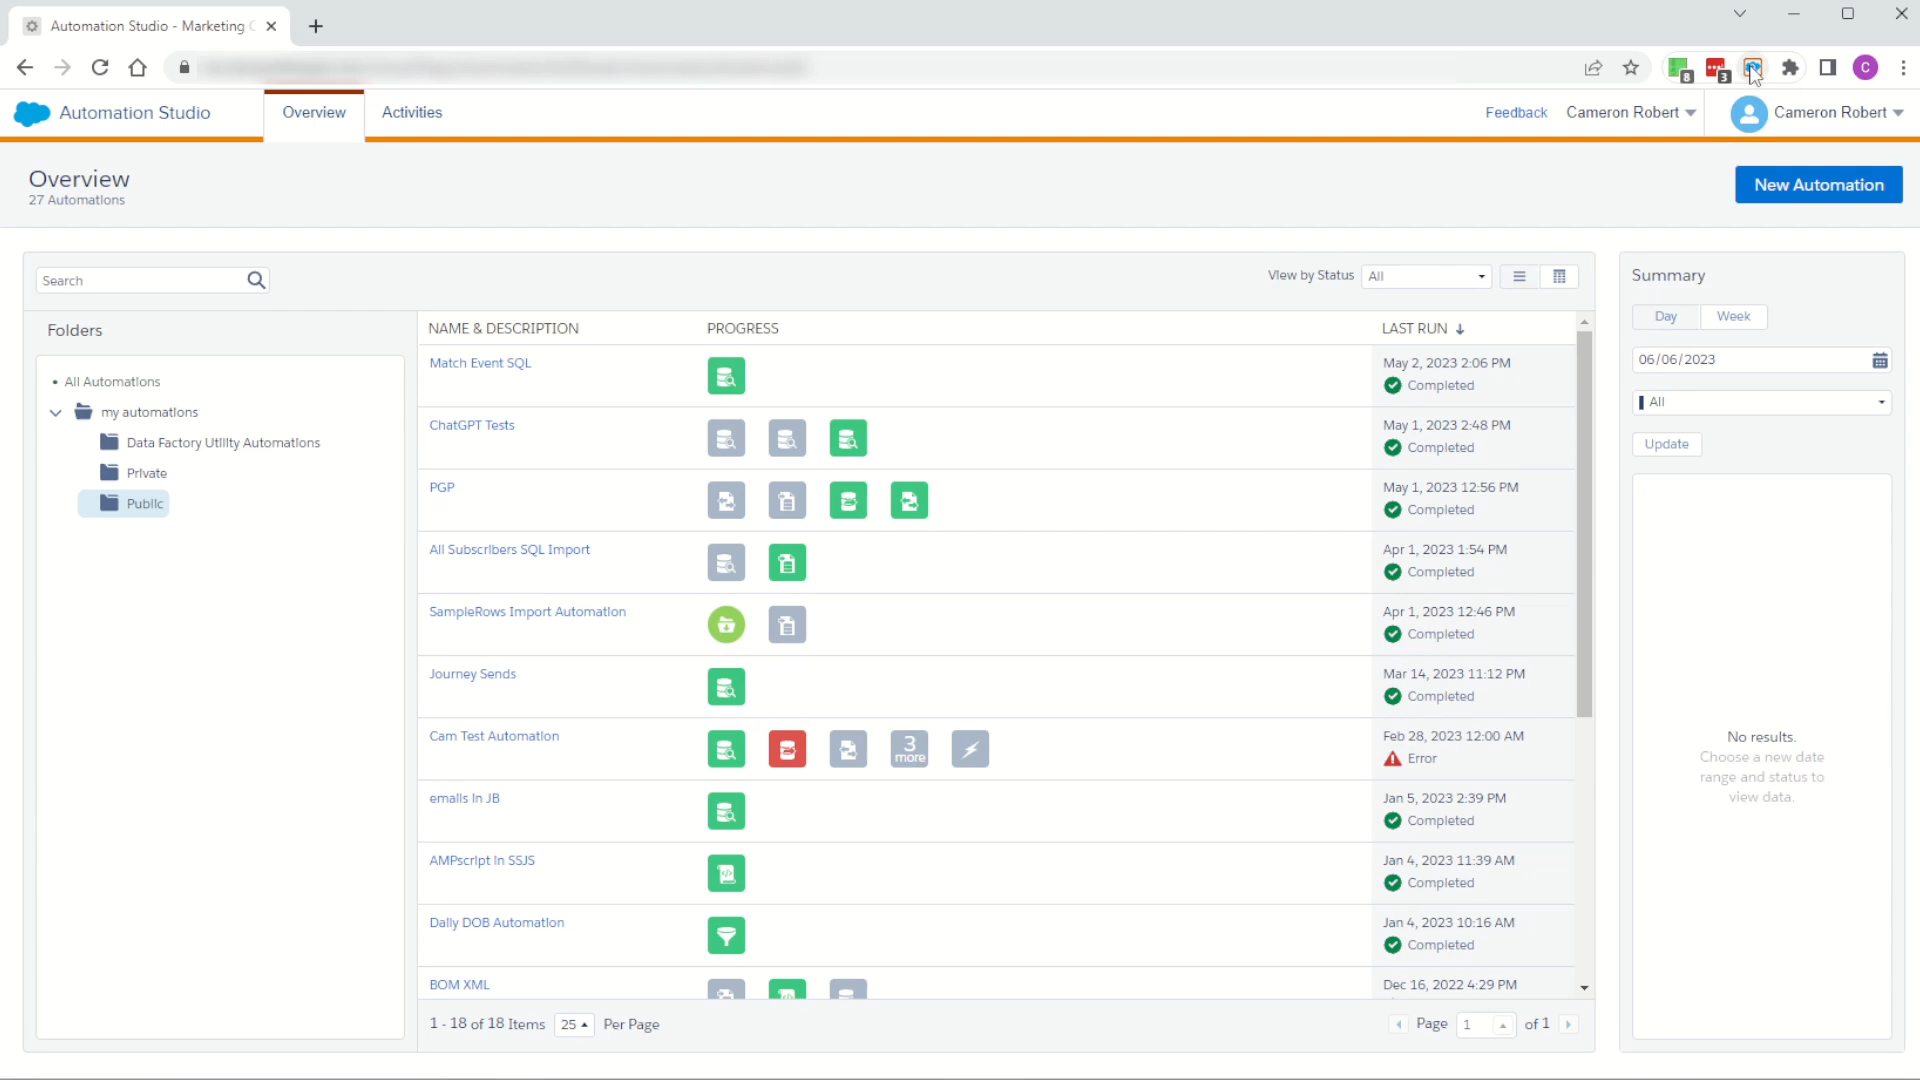 Automation Studio - Marketing C
8
3
C
Automation Studio
Overview
Activities
Feedback
Cameron Robert
Cameron Robert
Overview
27 Automations
New Automation
Search
View by Status
All
Folders
All Automations
my automations
Data Factory Utility Automations
Private
Public
NAME & DESCRIPTION
PROGRESS
LAST RUN
Match Event SQL
May 2, 2023 2:06 PM
Completed
ChatGPT Tests
May 1, 2023 2:48 PM
Completed
PGP
May 1, 2023 12:56 PM
Completed
All Subscribers SQL Import
Apr 1, 2023 1:54 PM
Completed
SampleRows Import Automation
Apr 1, 2023 12:46 PM
Completed
Journey Sends
Mar 14, 2023 11:12 PM
Completed
Cam Test Automation
3
more
Feb 28, 2023 12:00 AM
Error
emails in JB
Jan 5, 2023 2:39 PM
Completed
AMPscript in SSJS
Jan 4, 2023 11:39 AM
Completed
Daily DOB Automation
Jan 4, 2023 10:16 AM
Completed
BOM XML
Dec 16, 2022 4:29 PM
1 - 18 of 18 Items
25
Per Page
Page
1
of 1
Summary
Day
Week
06/06/2023
All
Update
No results.
Choose a new date
range and status to
view data.